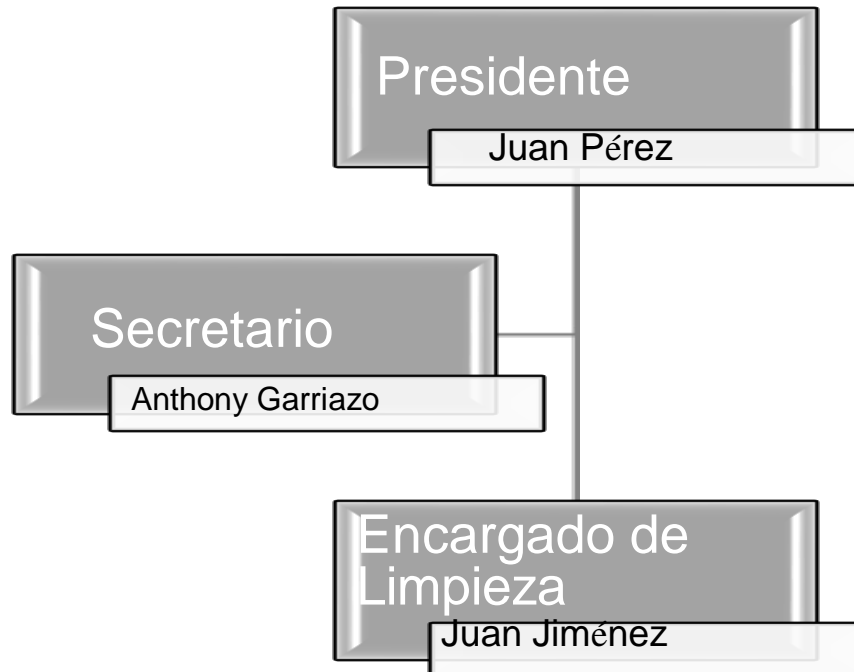 Presidente
Juan Pérez
Secretario
Anthony Garriazo
Encargado de
Limpieza
Juan Jiménez